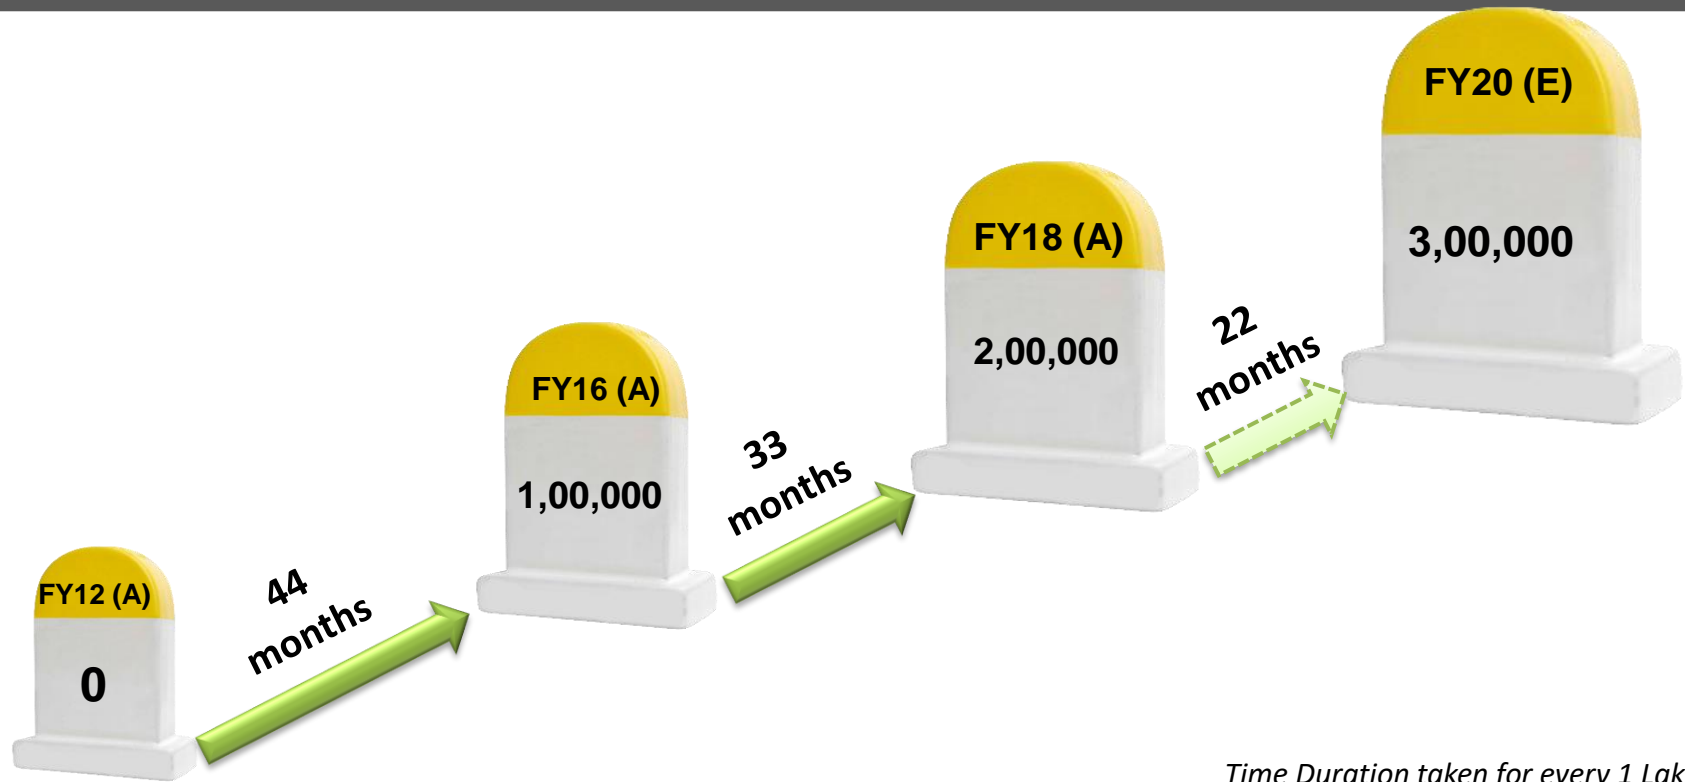 FY12 (A)
0
44
months
FY16 (A)
1,00,000
33
months
FY18 (A)
2,00,000
22
months
FY20 (E)
3,00,000
Time Duration taken for every 1